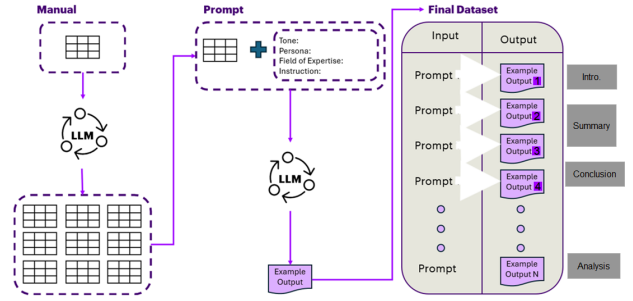 Manual
LLM
Prompt
Tone:
Persona:
Field of Expertise:
Instruction:
LLM
Example
Output
Final Dataset
Input
Output
Prompt
Example
Output 1
Intro.
Prompt
Example
Output 2
Summary
Prompt
Example
Output 3
Prompt
Example
Output 4
Conclusion
Prompt
Example
Output N
Analysis